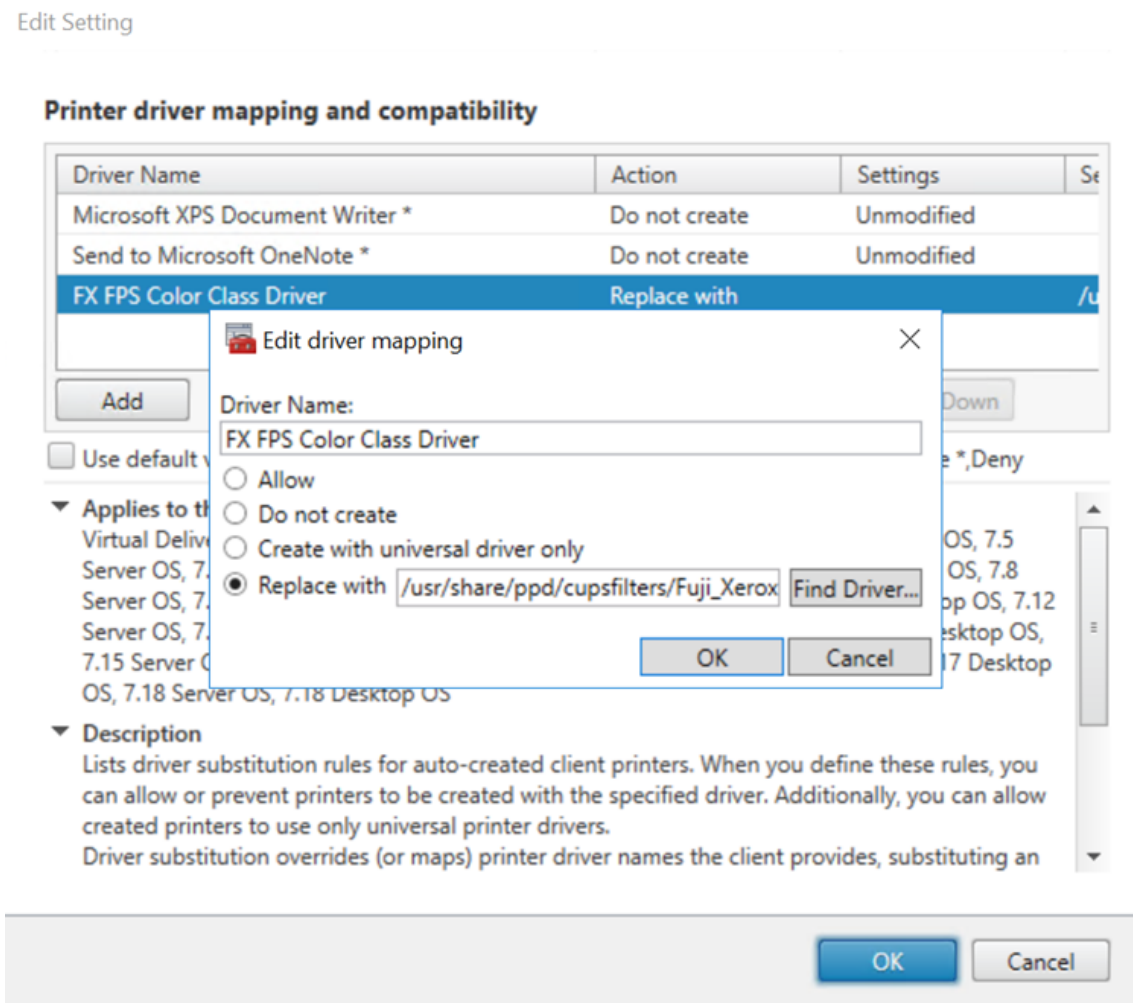 Edit Setting
Printer driver mapping and compatibility
Driver Name Action Settings
Microsoft XPS Document Writer * Do not create Unmodified
Send to Microsoft OneNote * Do not create Unmodified
FX FPS Color Class Driver Replace with
Edit driver mapping
Add Down
Driver Name:
FX FPS Color Class Driver
Use default *,Deny
Allow
Do not create
Create with universal driver only
Replace with /usr/share/ppd/cupsfilters/Fuji_Xerox Find Driver...
OK Cancel
Applies to
Virtual OS, 7.5
Server OS, 7. OS, 7.8
Server OS, 7. OS, 7.12
Server OS, 7. OS,
7.15 Server Desktop
OS, 7.18 Server OS, 7.18 Desktop OS
Description
Lists driver substitution rules for auto-created client printers. When you define these rules, you
can allow or prevent printers to be created with the specified driver. Additionally, you can allow
created printers to use only universal printer drivers.
Driver substitution overrides (or maps) printer driver names the client provides, substituting an
OK Cancel